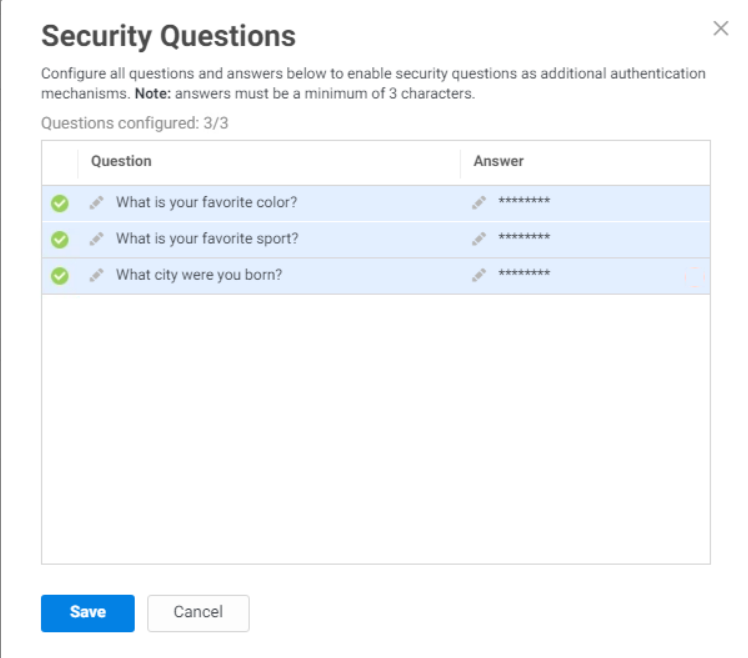 Security Questions
Configure all questions and answers below to enable security questions as additional authentication
mechanisms. Note: answers must be a minimum of 3 characters.
Questions configured: 3/3
Question Answer
What is your favorite color? ********
What is your favorite sport? ********
What city were you born? ********
Save Cancel